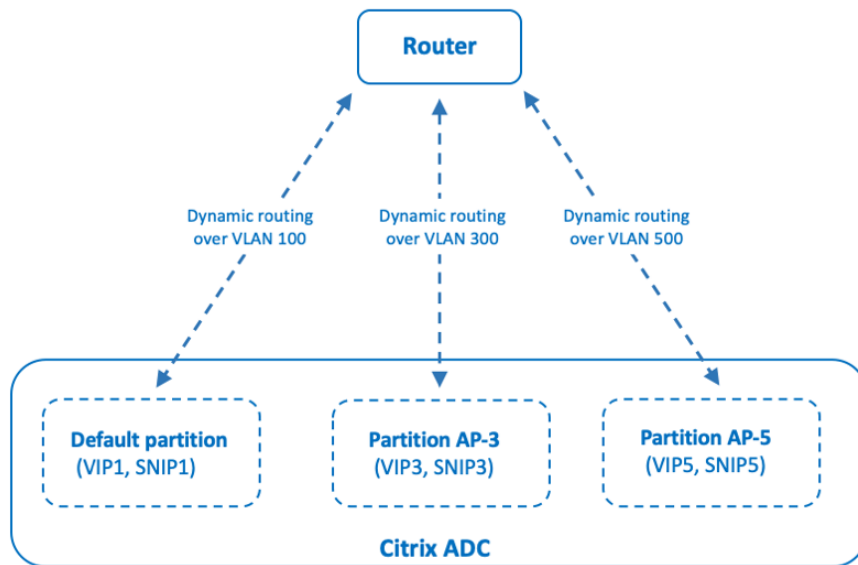 Router
Dynamic routing
over VLAN 100
Dynamic routing
over VLAN 300
Dynamic routing
over VLAN 500
Default partition
(VIP1, SNIP1)
Partition AP-3
(VIP3, SNIP3)
Partition AP-5
(VIP5, SNIP5)
Citrix ADC